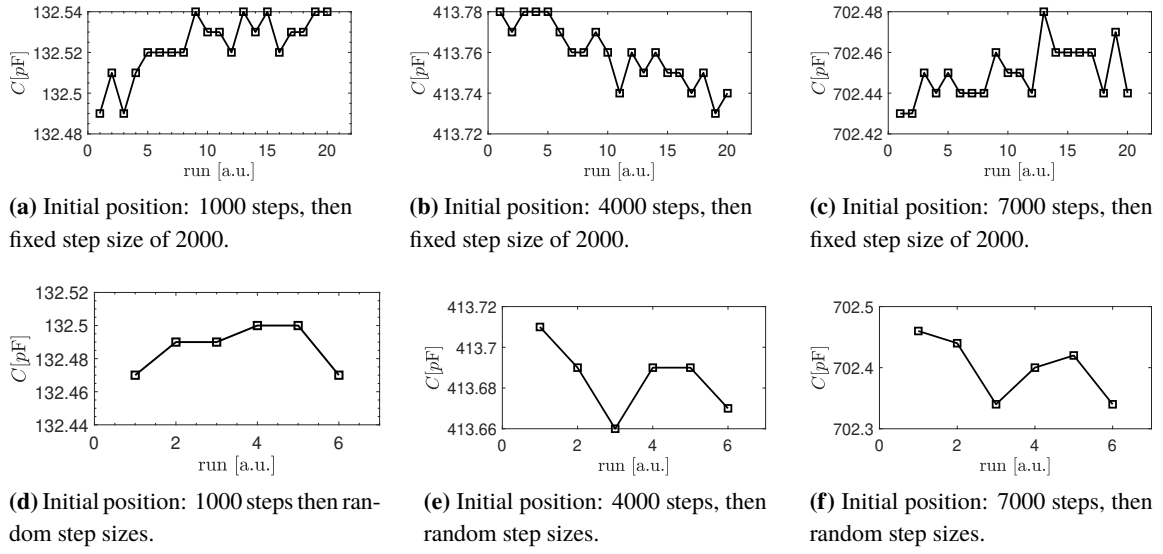 132.54
132.52
132.5
132.48
C[pF]
0 5 10 15 20
run [a.u.]
413.78
413.76
413.74
413.72
C[pF]
0 5 10 15 20
run [a.u.]
702.48
702.46
702.44
702.42
C[pF]
0 5 10 15 20
run [a.u.]
(a) Initial position: 1000 steps, then
fixed step size of 2000.
(b) Initial position: 4000 steps, then
fixed step size of 2000.
(c) Initial position: 7000 steps, then
fixed step size of 2000.
132.52
132.5
132.48
132.46
132.44
C[pF]
0 2 4 6
run [a.u.]
413.72
413.7
413.68
413.66
C[pF]
0 2 4 6
run [a.u.]
702.5
702.4
702.3
C[pF]
0 2 4 6
run [a.u.]
(d) Initial position: 1000 steps then ran-
dom step sizes.
(e) Initial position: 4000 steps, then
random step sizes.
(f) Initial position: 7000 steps, then
random step sizes.